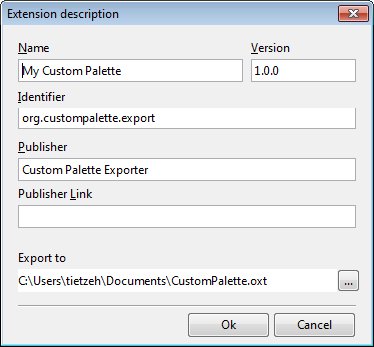 Extension description
Name Version
My Custom Palette 1.0.0
Identifier
org.custompalette.export
Publisher
Custom Palette Exporter
Publisher Link
Export to
C:\Users\tietzeh\Documents\CustomPalette.oxt ...
Ok Cancel